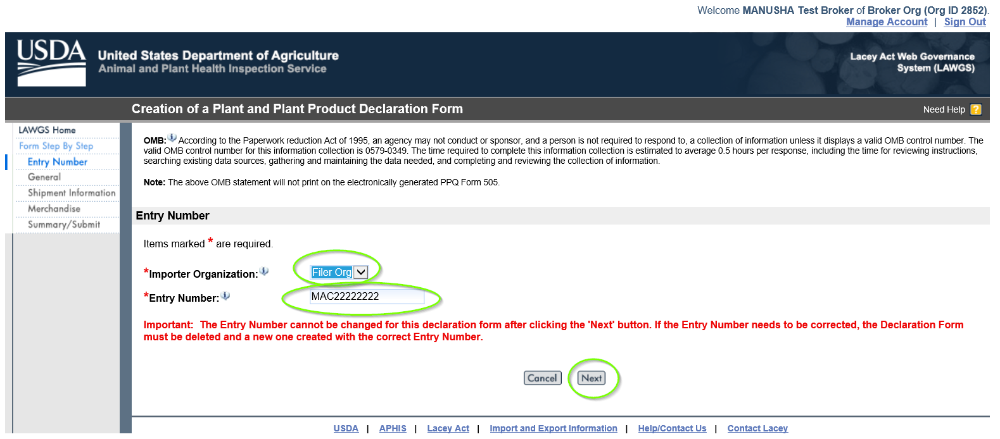 Welcome MANUSHA Test Broker of Broker Org (Org ID 2852).
Manage Account | Sign Out
USDA
United States Department of Agriculture
Animal and Plant Health Inspection Service
Lacey Act Web Governance
System (LAWGS)
Creation of a Plant and Plant Product Declaration Form
Need Help ?
LAWGS Home
Form Step By Step
Entry Number
General
Shipment Information
Merchandise
Summary/Submit
OMB: According to the Paperwork reduction Act of 1995, an agency may not conduct or sponsor, and a person is not required to respond to, a collection of information unless it displays a valid OMB control number. The
valid OMB control number for this information collection is 0579-0349. The time required to complete this information collection is estimated to average 0.5 hours per response, including the time for reviewing instructions,
searching existing data sources, gathering and maintaining the data needed, and completing and reviewing the collection of information.
Note: The above OMB statement will not print on the electronically generated PPQ Form 505.
Entry Number
Items marked * are required.
*Importer Organization: Filer Org
*Entry Number: MAC22222222
Important: The Entry Number cannot be changed for this declaration form after clicking the 'Next' button. If the Entry Number needs to be corrected, the Declaration Form
must be deleted and a new one created with the correct Entry Number.
Cancel Next
USDA | APHIS | Lacey Act | Import and Export Information | Help/Contact Us | Contact Lacey